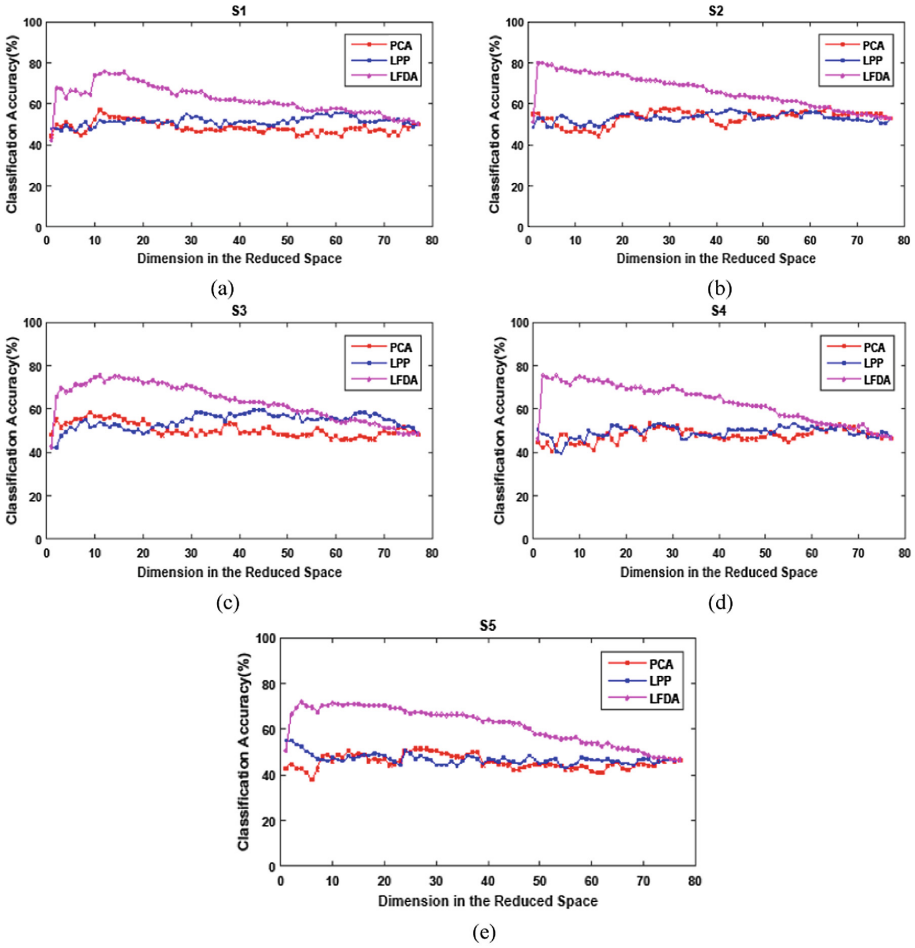 S1
Classification Accuracy(%)
100
80
60
40
20
0
PCA
LPP
LFDA
0 10 20 30 40 50 60 70 80
Dimension in the Reduced Space
(a)
S2
Classification Accuracy(%)
100
80
60
40
20
0
PCA
LPP
LFDA
0 10 20 30 40 50 60 70 80
Dimension in the Reduced Space
(b)
S3
Classification Accuracy(%)
100
80
60
40
20
0
PCA
LPP
LFDA
0 10 20 30 40 50 60 70 80
Dimension in the Reduced Space
(c)
S4
Classification Accuracy(%)
100
80
60
40
20
0
PCA
LPP
LFDA
0 10 20 30 40 50 60 70 80
Dimension in the Reduced Space
(d)
S5
Classification Accuracy(%)
100
80
60
40
20
0
PCA
LPP
LFDA
0 10 20 30 40 50 60 70 80
Dimension in the Reduced Space
(e)